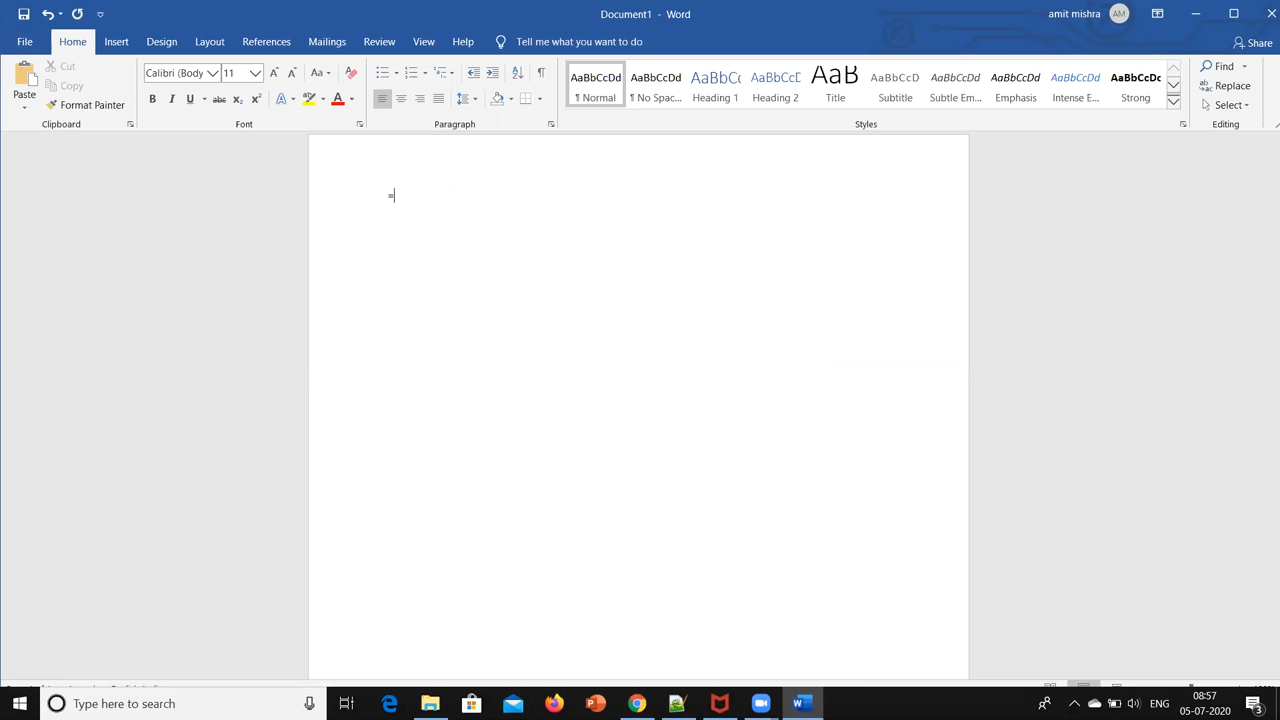 Document1 - Word
amit mishra AM
File Home Insert Design Layout References Mailings Review View Help Tell me what you want to do Share
Paste
Cut
Copy
Format Painter
Clipboard
Calibri (Body 11
Font
Paragraph
AaBbCcDd AaBbCcDd AaBbCc AaBbCcD AaB AaBbCcD AaBbCcDd AaBbCcDd AaBbCcDd AaBbCcDc
¶ Normal ¶ No Spac... Heading 1 Heading 2 Title Subtitle Subtle Em... Emphasis Intense E... Strong
Styles
Find
Replace
Select
Editing
=
Type here to search
ENG
08:57
05-07-2020
3